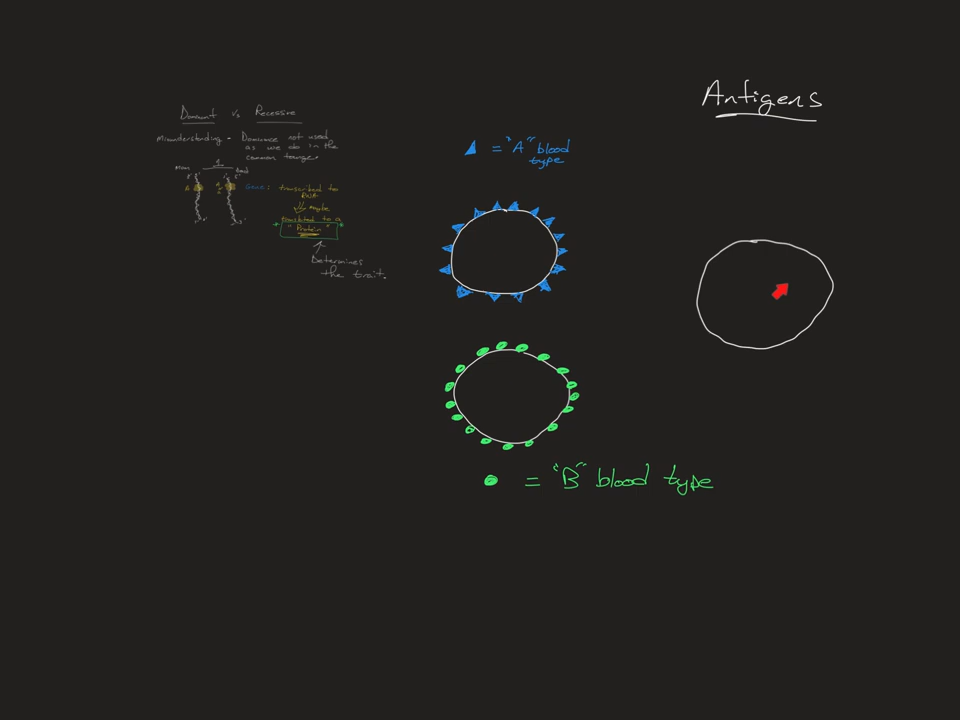 Antigens
Dominant vs Recessive
Misunderstanding - Dominance not used
as we do in the
common tongue.
Mom
Dad
A
Gene: transcribed to
RNA
maybe
translated to a
* "Protein" *
Determines
the trait.
= "A" blood
type
= "B" blood type